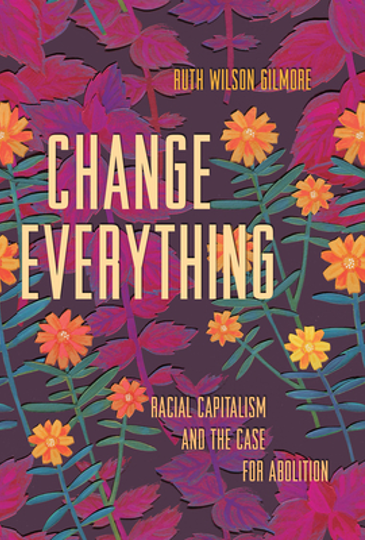 RUTH WILSON GILMORE
CHANGE
EVERYTHING
RACIAL CAPITALISM
AND THE CASE
FOR ABOLITION